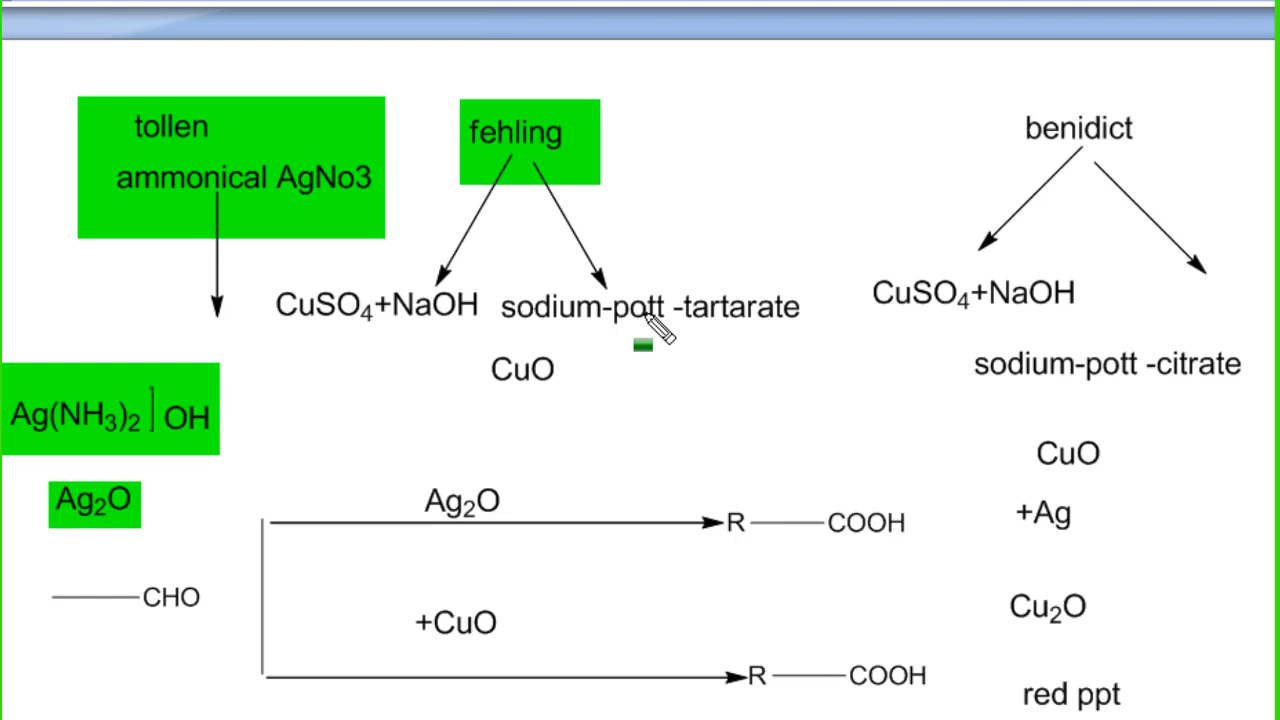 tollen
ammonical AgNo3
fehling
benidict
CuSO4+NaOH
sodium-pott -tartarate
CuSO4+NaOH
CuO
sodium-pott -citrate
Ag(NH3)2] OH
CuO
Ag2O
Ag2O
R COOH
+Ag
CHO
+CuO
Cu2O
R COOH
red ppt